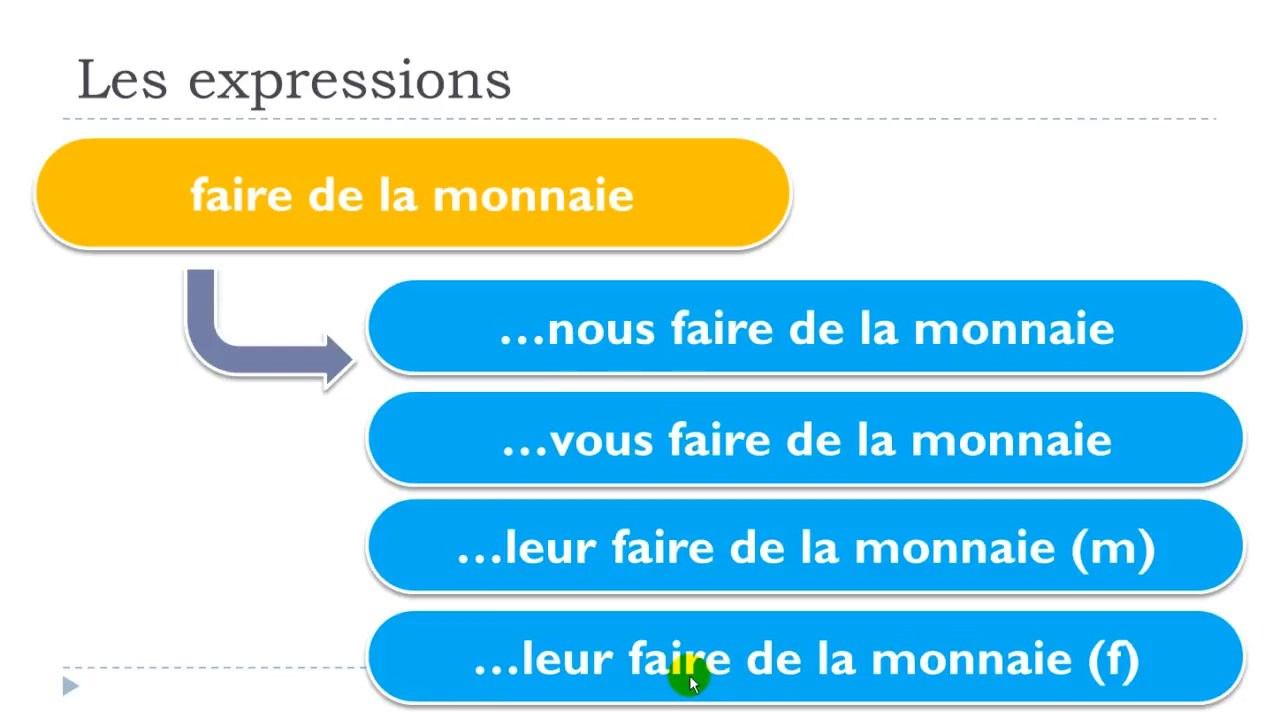 Les expressions
faire de la monnaie
…nous faire de la monnaie
…vous faire de la monnaie
…leur faire de la monnaie (m)
…leur faire de la monnaie (f)